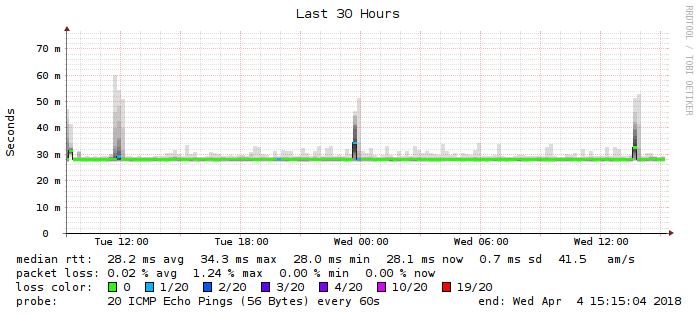 Last 30 Hours
RRDTOOL / TOBI OETIKER
Seconds
70 m
60 m
50 m
40 m
30 m
20 m
10 m
0
Tue 12:00 Tue 18:00 Wed 00:00 Wed 06:00 Wed 12:00
median rtt: 28.2 ms avg 34.3 ms max 28.0 ms min 28.1 ms now 0.7 ms sd 41.5 am/s
packet loss: 0.02 % avg 1.24 % max 0.00 % min 0.00 % now
loss color: 0 1/20 2/20 3/20 4/20 10/20 19/20
probe: 20 ICMP Echo Pings (56 Bytes) every 60s end: Wed Apr 4 15:15:04 2018